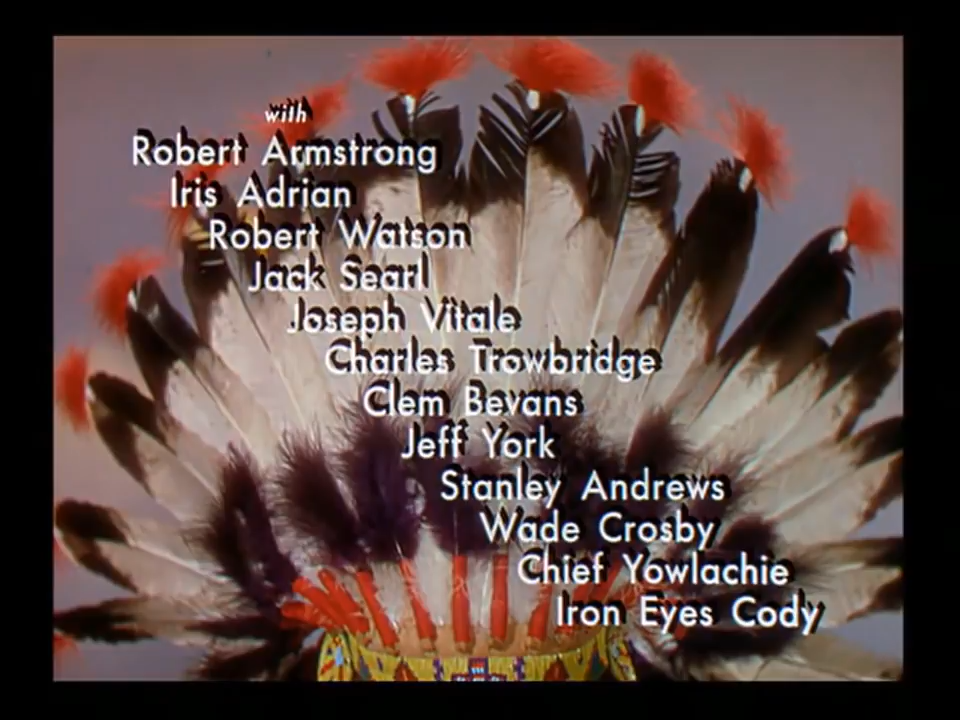 with
Robert Armstrong
Iris Adrian
Robert Watson
Jack Searl
Joseph Vitale
Charles Trowbridge
Clem Bevans
Jeff York
Stanley Andrews
Wade Crosby
Chief Yowlachie
Iron Eyes Cody